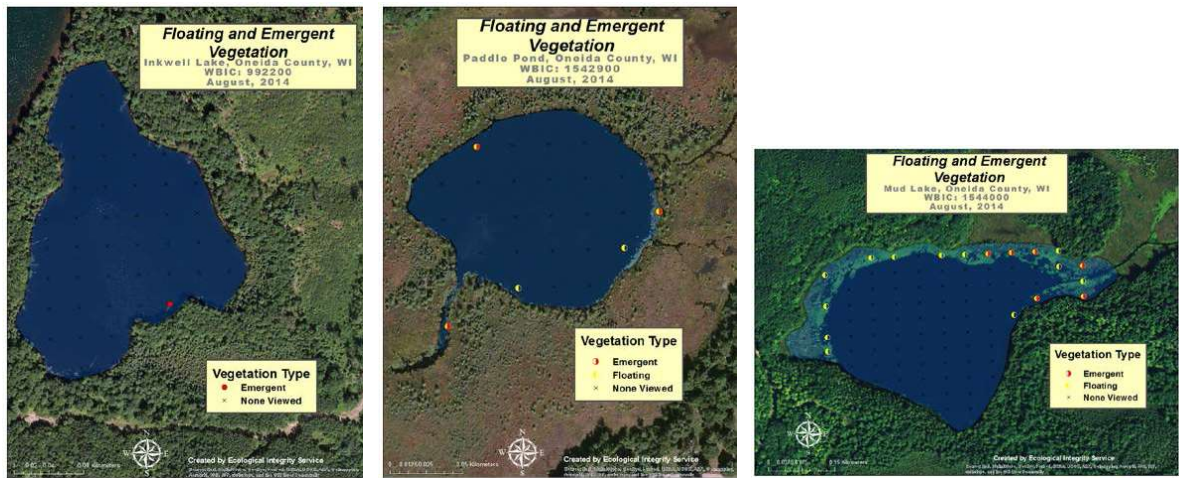 Floating and Emergent
Vegetation
Inkwell Lake, Oneida County, WI
WBIC: 992200
August, 2014
Vegetation Type
Emergent
None Viewed
N
W E
S
Created by Ecological Integrity Service
Floating and Emergent
Vegetation
Paddle Pond, Oneida County, WI
WBIC: 1542900
August, 2014
Vegetation Type
Emergent
Floating
None Viewed
N
W E
S
Created by Ecological Integrity Service
Floating and Emergent
Vegetation
Mud Lake, Oneida County, WI
WBIC: 1544000
August, 2014
Vegetation Type
Emergent
Floating
None Viewed
Created by Ecological Integrity Service